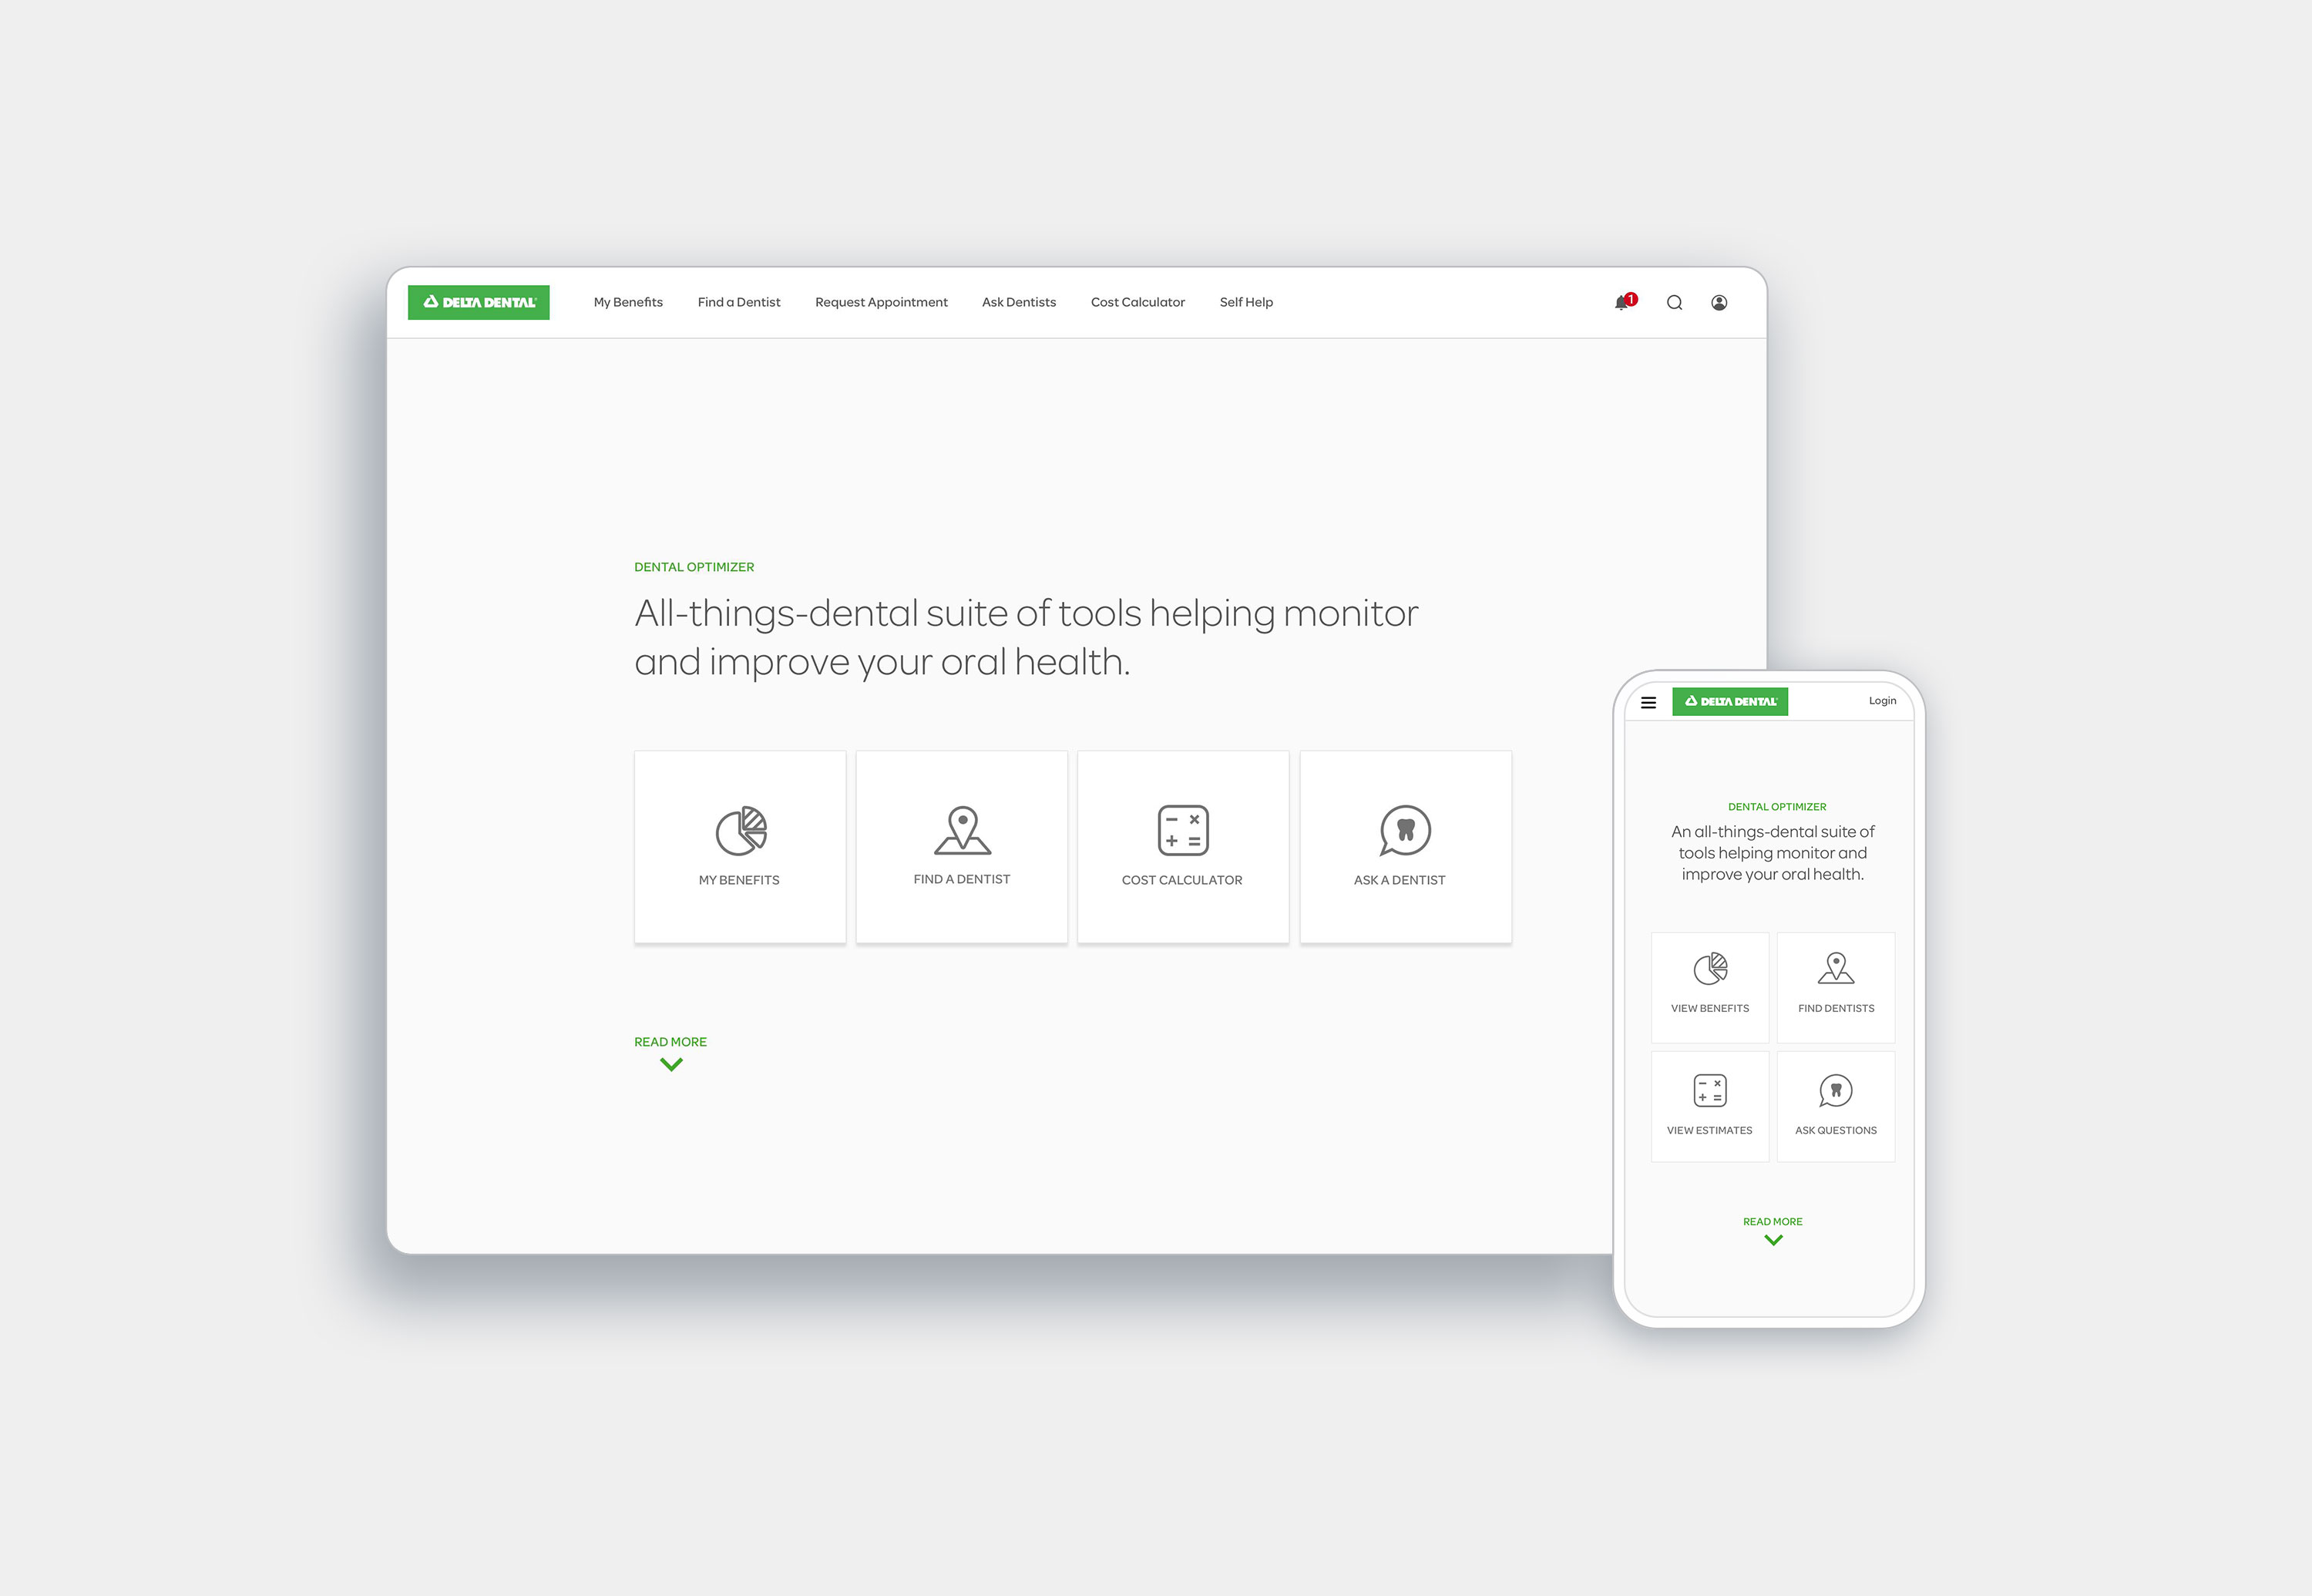 DELTA DENTAL
My Benefits Find a Dentist Request Appointment Ask Dentists Cost Calculator Self Help
1
DENTAL OPTIMIZER
All-things-dental suite of tools helping monitor
and improve your oral health.
MY BENEFITS
FIND A DENTIST
COST CALCULATOR
ASK A DENTIST
READ MORE
DELTA DENTAL
Login
DENTAL OPTIMIZER
An all-things-dental suite of
tools helping monitor and
improve your oral health.
VIEW BENEFITS
FIND DENTISTS
VIEW ESTIMATES
ASK QUESTIONS
READ MORE